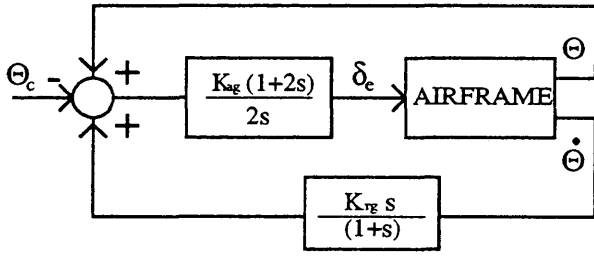 Θ
Θc - + Kag (1+2s) δe AIRFRAME
2s
+ Θ̇
Krg s
(1+s)